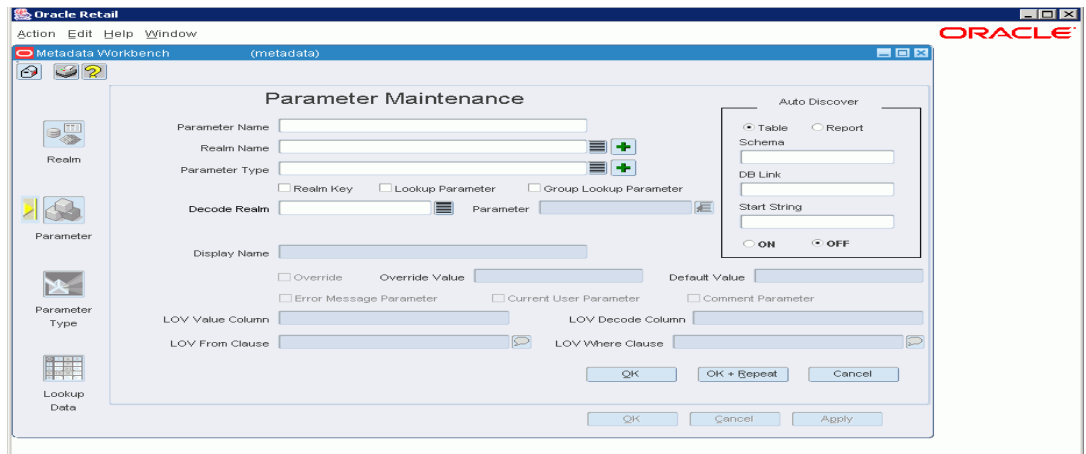 Oracle Retail
Action Edit Help Window
ORACLE
Metadata Workbench (metadata)
Parameter Maintenance
Auto Discover
Parameter Name
Table Report
Realm Name
Schema
Realm
Parameter Type
DB Link
Realm Key Lookup Parameter Group Lookup Parameter
Decode Realm Parameter
Start String
Parameter
ON OFF
Display Name
Override Override Value Default Value
Error Message Parameter Current User Parameter Comment Parameter
Parameter
Type
LOV Value Column LOV Decode Column
LOV From Clause LOV Where Clause
OK OK + Repeat Cancel
Lookup
Data
OK Cancel Apply